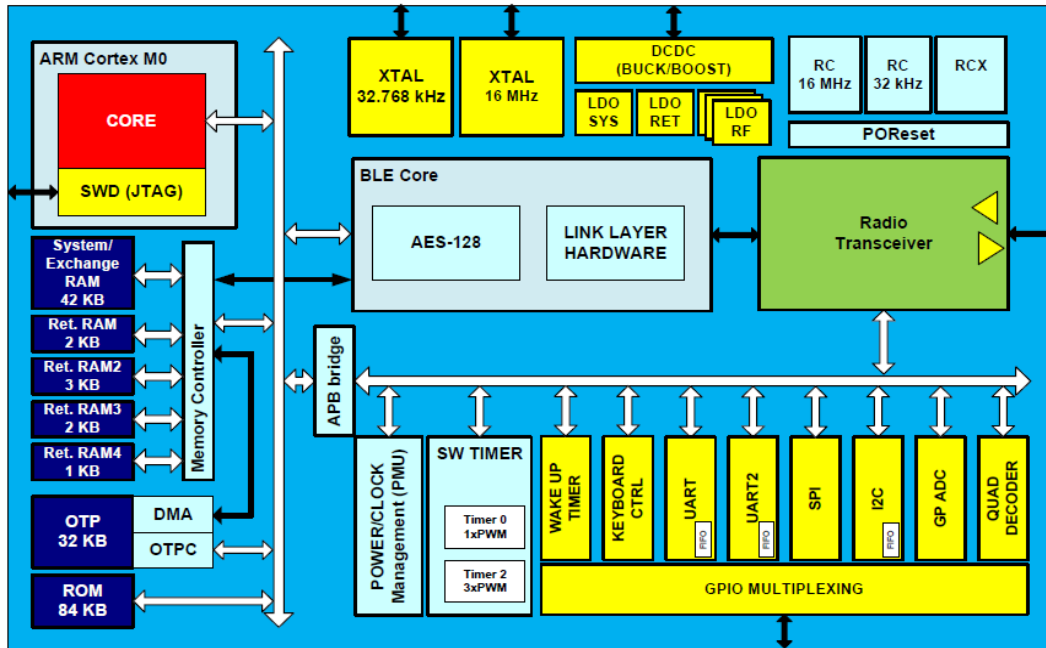 ARM Cortex M0
CORE
SWD (JTAG)
XTAL
32.768 kHz
XTAL
16 MHz
DCDC
(BUCK/BOOST)
LDO
SYS
LDO
RET
LDO
RF
RC
16 MHz
RC
32 kHz
RCX
POReset
BLE Core
AES-128
LINK LAYER
HARDWARE
Radio
Transceiver
System/
Exchange
RAM
42 KB
Ret. RAM
2 KB
Ret. RAM2
3 KB
Ret. RAM3
2 KB
Ret. RAM4
1 KB
Memory Controller
OTP
32 KB
DMA
OTPC
ROM
84 KB
APB bridge
POWER/CLOCK
Management (PMU)
SW TIMER
Timer 0
1xPWM
Timer 2
3xPWM
WAKE UP
TIMER
KEYBOARD
CTRL
UART
FIFO
UART2
FIFO
SPI
I2C
FIFO
GP ADC
QUAD
DECODER
GPIO MULTIPLEXING